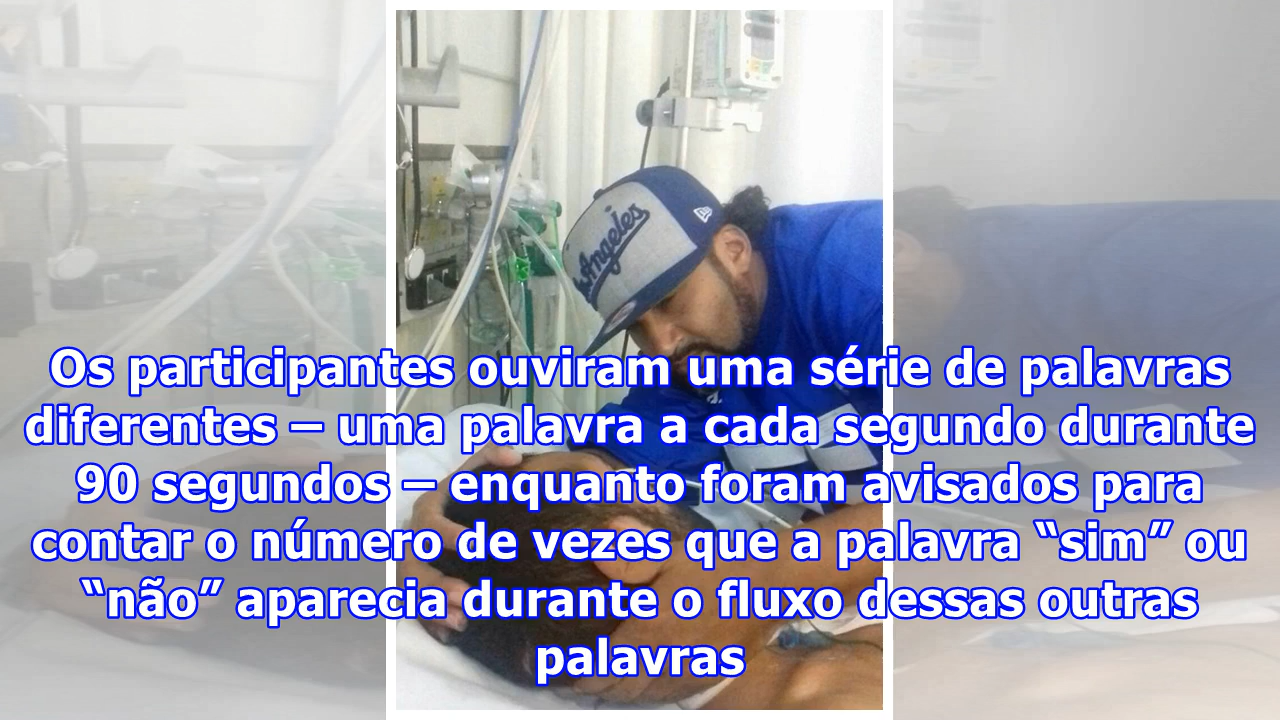 Angeles
Os participantes ouviram uma série de palavras
diferentes – uma palavra a cada segundo durante
90 segundos – enquanto foram avisados para
contar o número de vezes que a palavra “sim” ou
“não” aparecia durante o fluxo dessas outras
palavras